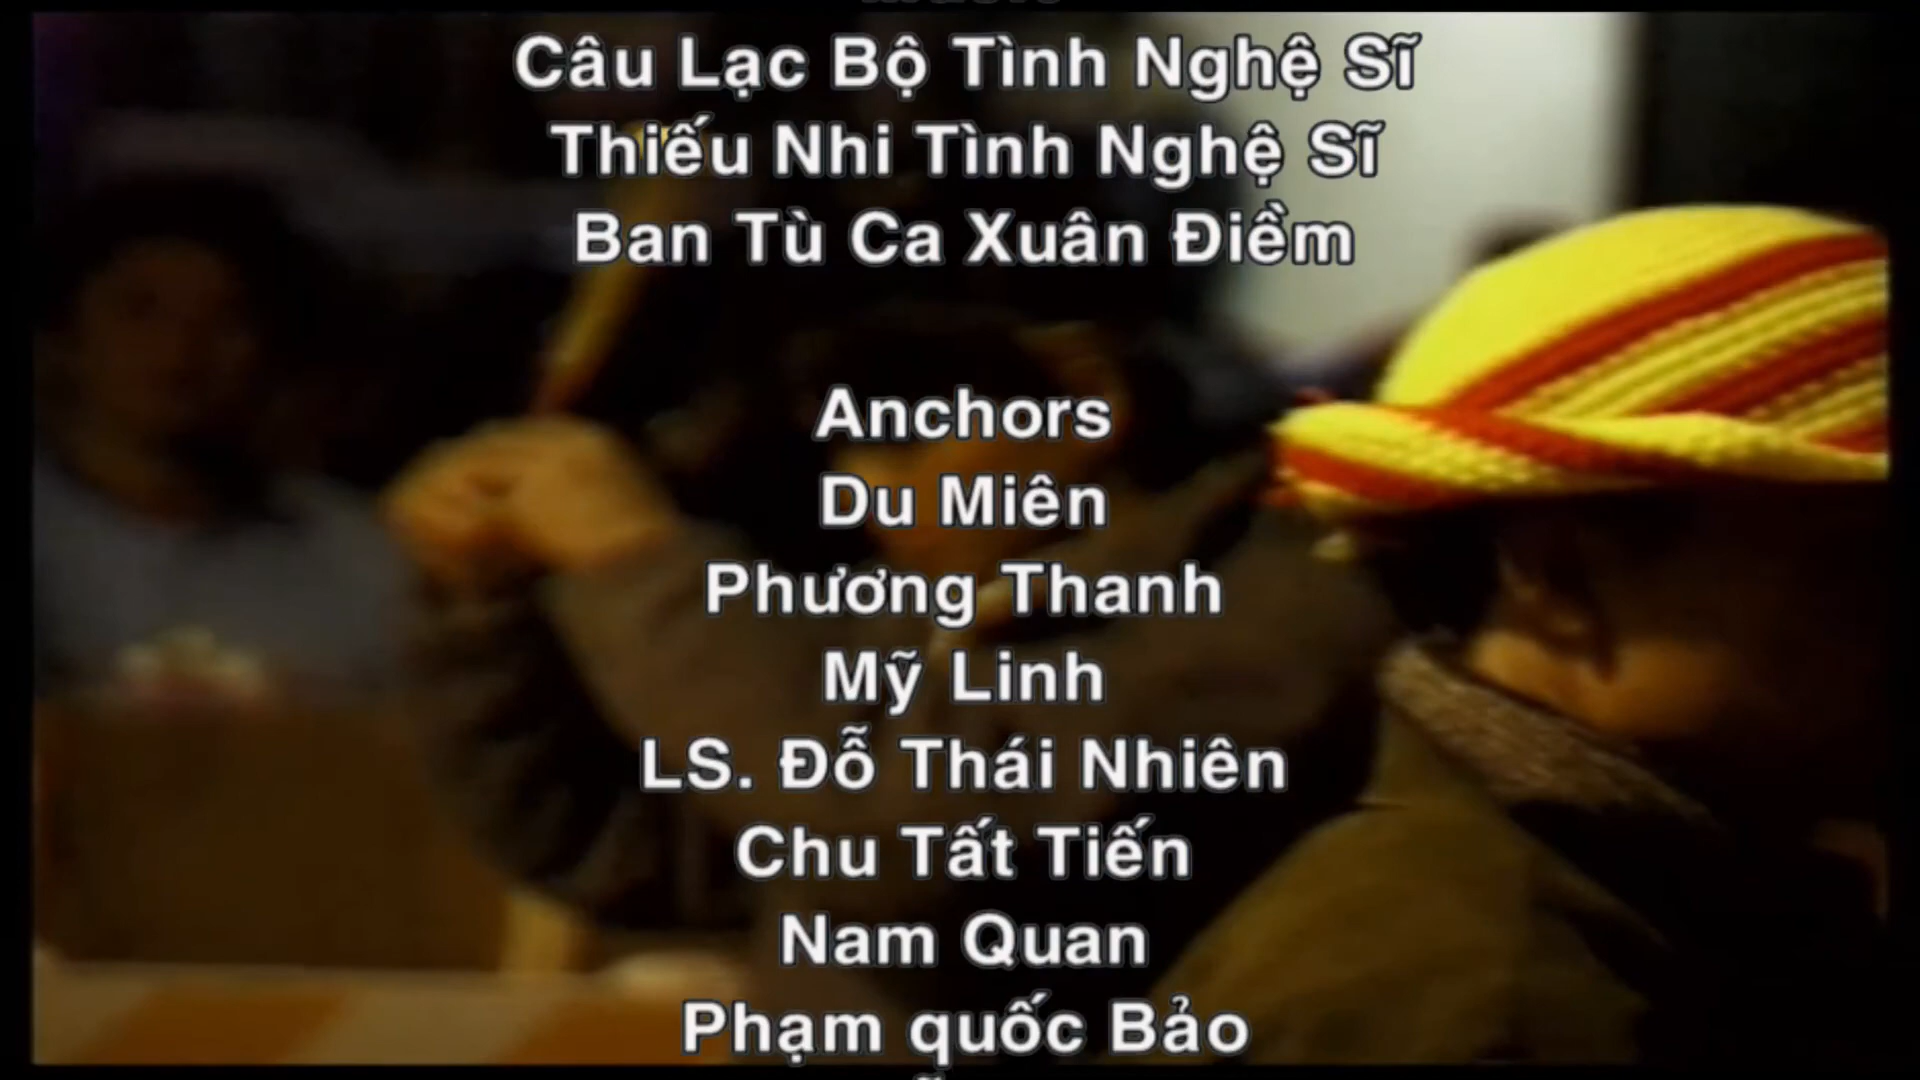 Câu Lạc Bộ Tình Nghệ Sĩ
Thiếu Nhi Tình Nghệ Sĩ
Ban Tù Ca Xuân Điềm
Anchors
Du Miên
Phương Thanh
Mỹ Linh
LS. Đỗ Thái Nhiên
Chu Tất Tiến
Nam Quan
Phạm quốc Bảo